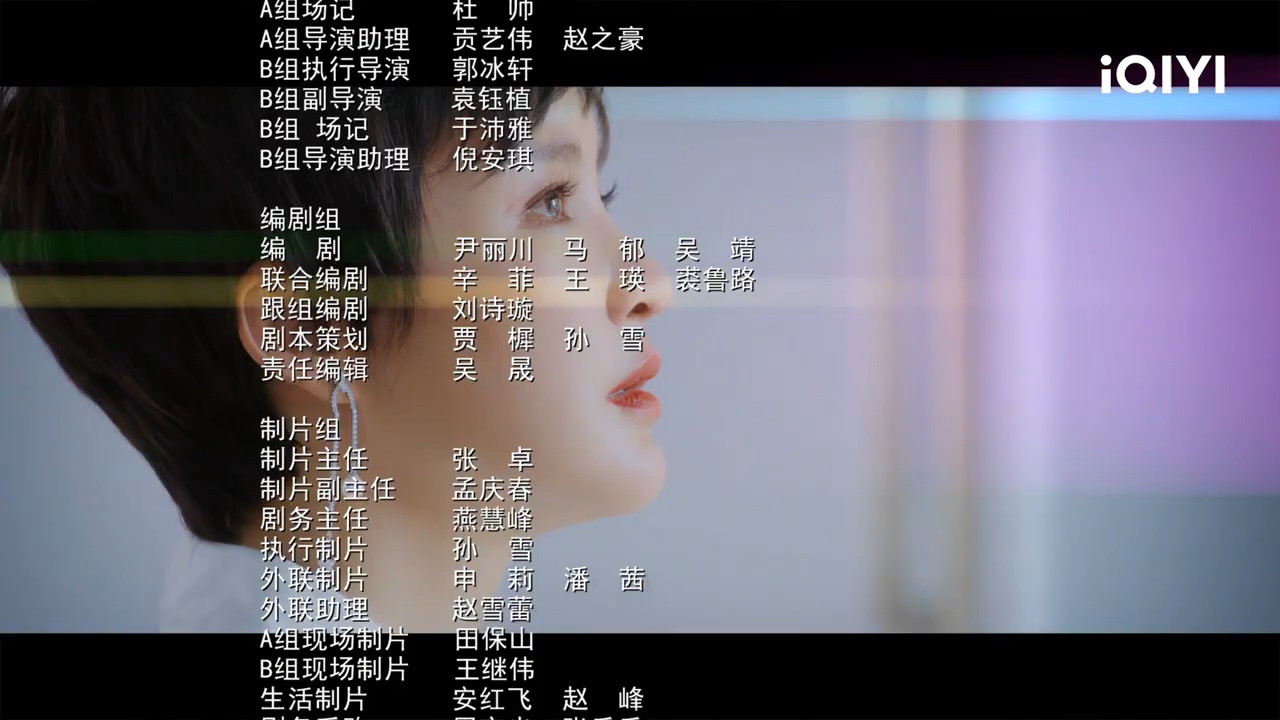 A组场记 杜 帅
A组导演助理 贡艺伟 赵之豪
B组执行导演 郭冰轩
B组副导演 袁钰植
B组 场记 于沛雅
B组导演助理 倪安琪
iQIYI
编剧组
编 剧 尹丽川 马 郁 吴 靖
联合编剧 辛 菲 王 瑛 裘鲁路
跟组编剧 刘诗璇
剧本策划 贾 樨 孙 雪
责任编辑 吴 晟
制片组
制片主任 张 卓
制片副主任 孟庆春
剧务主任 燕慧峰
执行制片 孙 雪
外联制片 申 莉 潘 茜
外联助理 赵雪蕾
A组现场制片 田保山
B组现场制片 王继伟
生活制片 安红飞 赵 峰